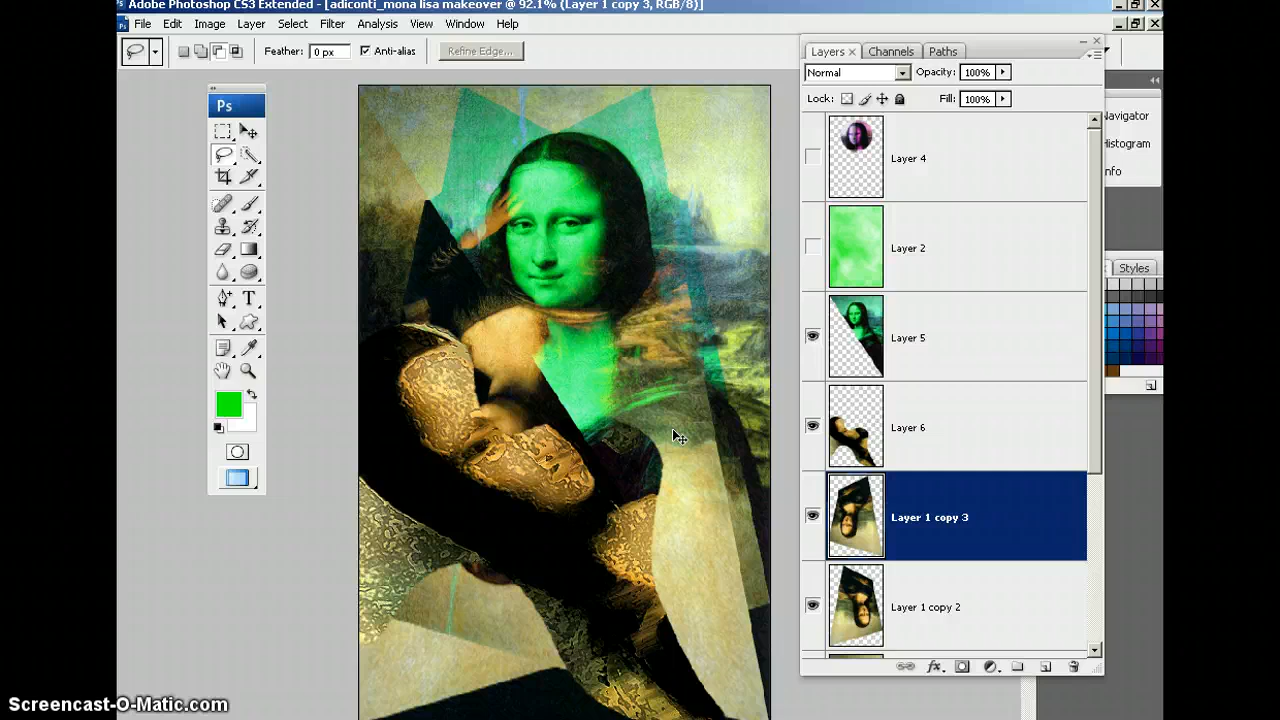 Adobe Photoshop CS3 Extended - [adiconti_mona lisa makeover @ 92.1% (Layer 1 copy 3, RGB/8)]
File Edit Image Layer Select Filter Analysis View Window Help
Feather: 0 px Anti-alias Refine Edge...
Ps
T
Layers × Channels Paths
Normal Opacity: 100%
Lock: Fill: 100%
Layer 4
Layer 2
Layer 5
Layer 6
Layer 1 copy 3
Layer 1 copy 2
fx
Navigator
Histogram
Info
Styles
Screencast-O-Matic.com